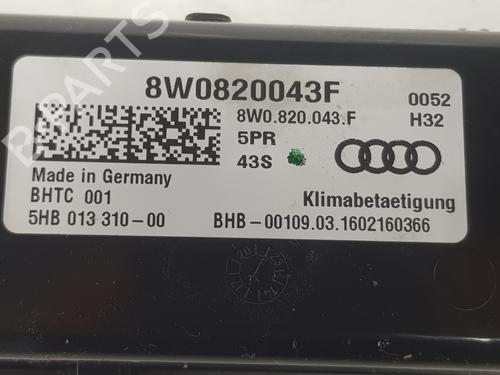 8W0820043F
0052
8W0.820.043.F
H32
5PR
43S
Made in Germany
BHTC 001
Klimabetaetigung
5HB 013 310-00
BHB-00109.03.1602160366
B-PARTS